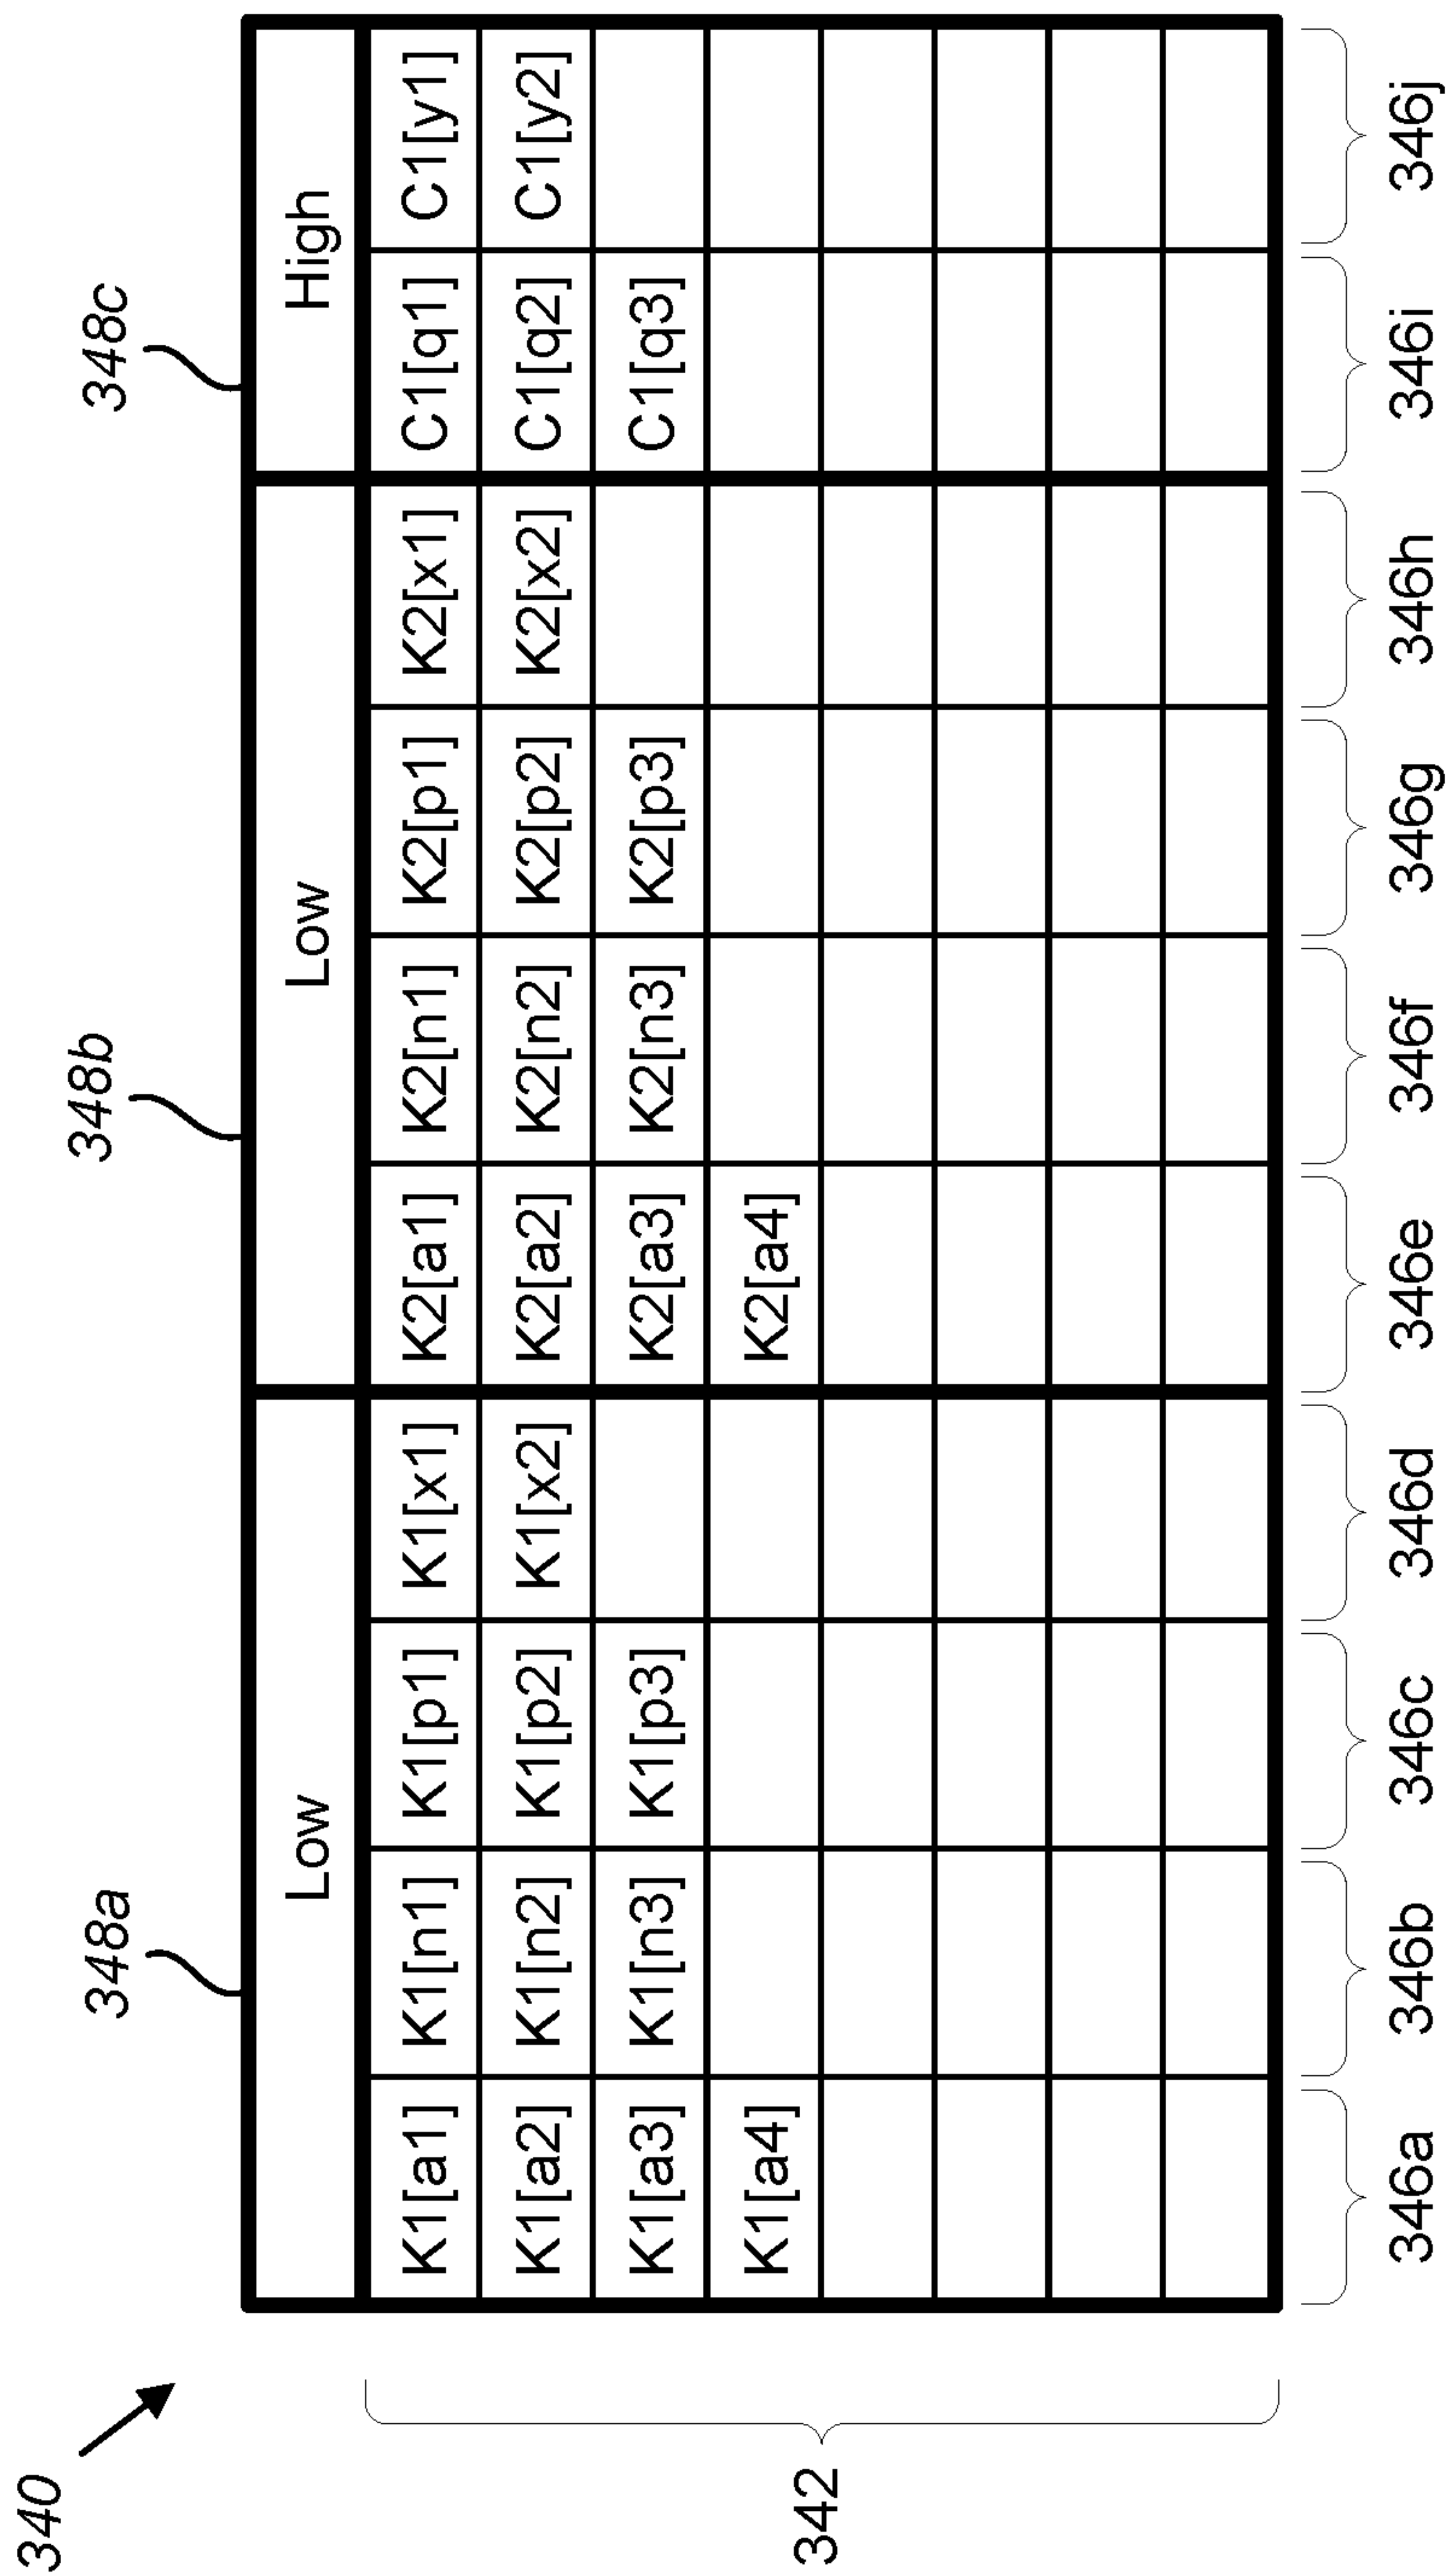 340
348a 348b 348c
Low Low High
K1[a1] K1[n1] K1[p1] K1[x1] K2[a1] K2[n1] K2[p1] K2[x1] C1[q1] C1[y1]
K1[a2] K1[n2] K1[p2] K1[x2] K2[a2] K2[n2] K2[p2] K2[x2] C1[q2] C1[y2]
K1[a3] K1[n3] K1[p3] K2[a3] K2[n3] K2[p3] C1[q3]
K1[a4] K2[a4]
342
346a 346b 346c 346d 346e 346f 346g 346h 346i 346j